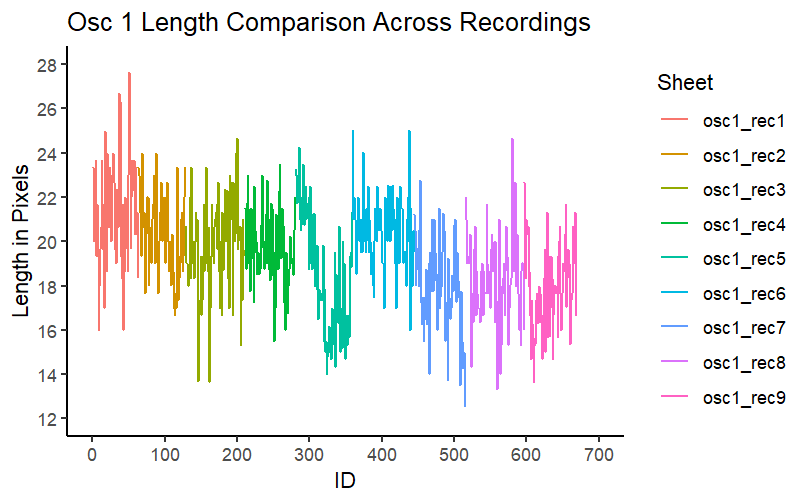 Osc 1 Length Comparison Across Recordings
Length in Pixels
28
26
24
22
20
18
16
14
12
0 100 200 300 400 500 600 700
ID
Sheet
osc1_rec1
osc1_rec2
osc1_rec3
osc1_rec4
osc1_rec5
osc1_rec6
osc1_rec7
osc1_rec8
osc1_rec9